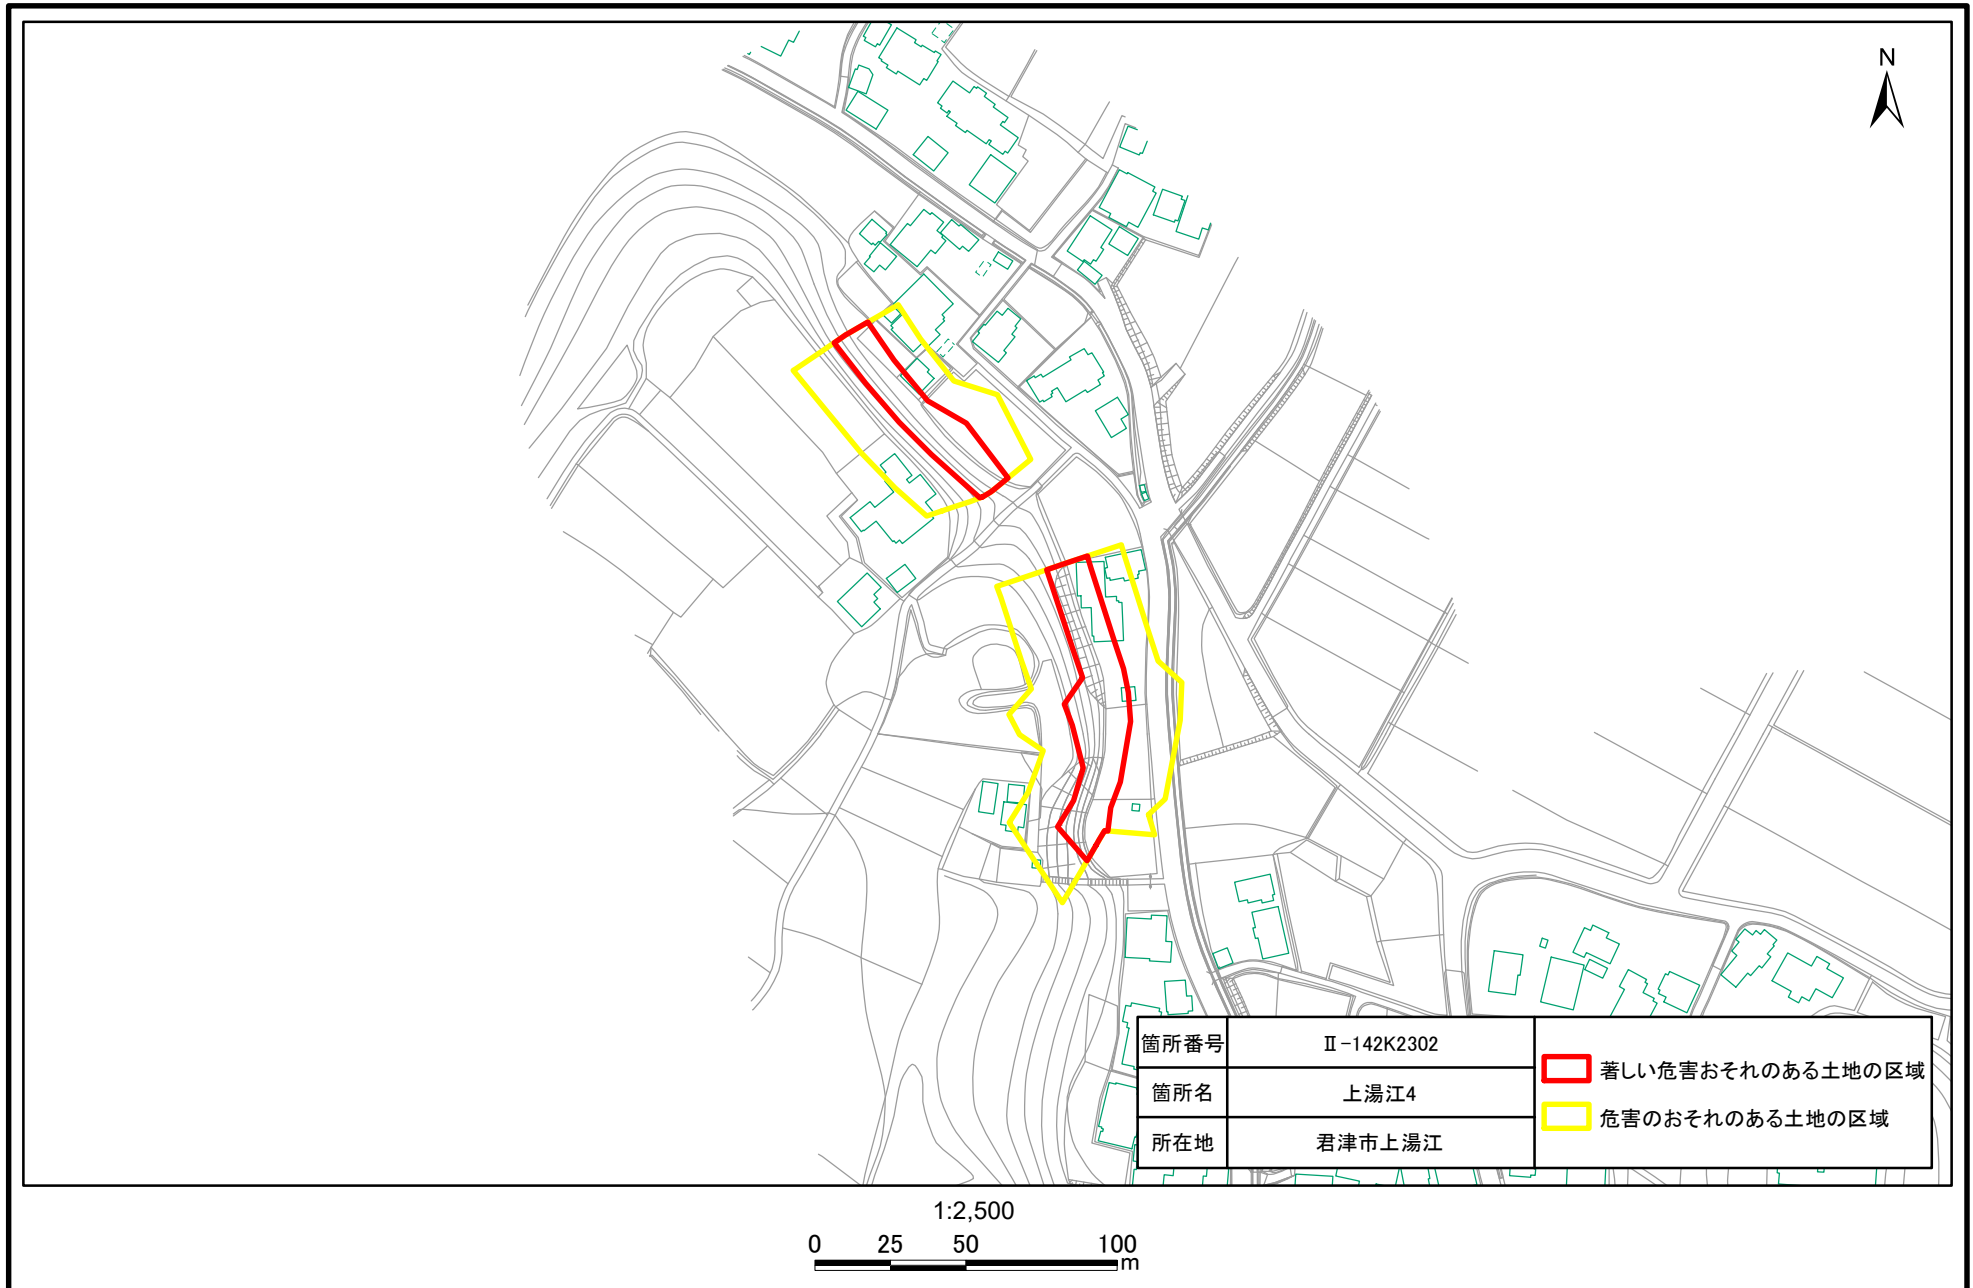 N
箇所番号 Ⅱ-142K2302
箇所名 上湯江4
所在地 君津市上湯江
著しい危害おそれのある土地の区域
危害のおそれのある土地の区域
1:2,500
0 25 50 100
m